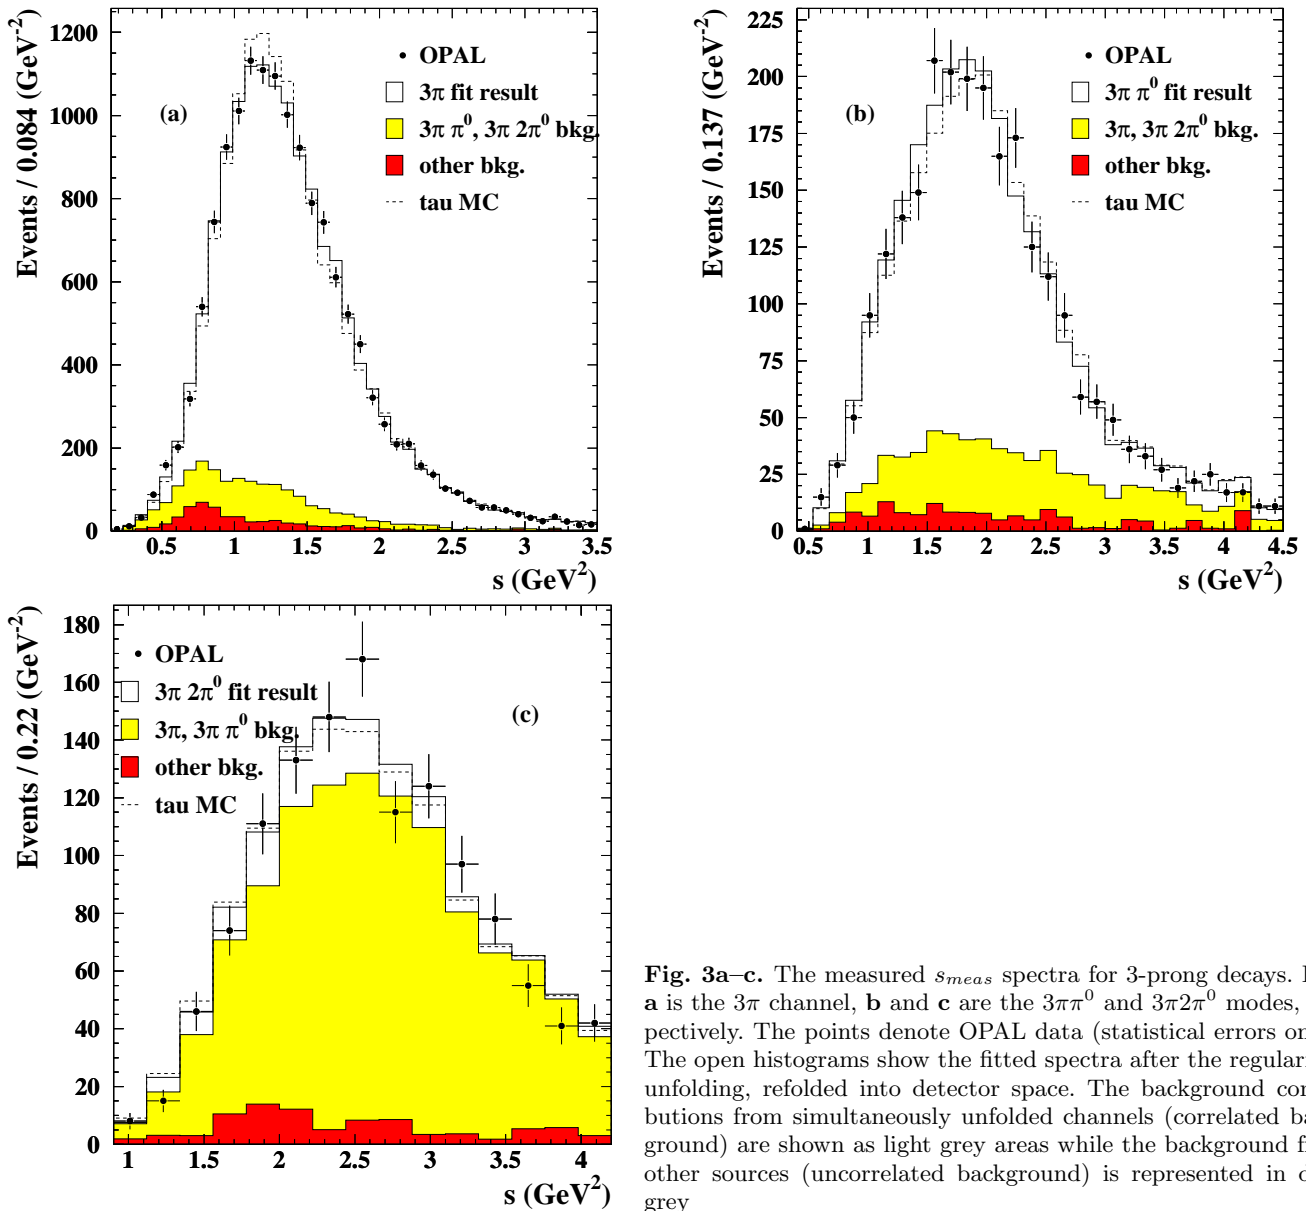 Events / 0.084 (GeV⁻²)
1200
1000
800
600
400
200
0
(a)
OPAL
3π fit result
3π π⁰, 3π 2π⁰ bkg.
other bkg.
tau MC
0.5 1 1.5 2 2.5 3 3.5
s (GeV²)
Events / 0.137 (GeV⁻²)
225
200
175
150
125
100
75
50
25
0
(b)
OPAL
3π π⁰ fit result
3π, 3π 2π⁰ bkg.
other bkg.
tau MC
0.5 1 1.5 2 2.5 3 3.5 4 4.5
s (GeV²)
Events / 0.22 (GeV⁻²)
180
160
140
120
100
80
60
40
20
0
OPAL
3π 2π⁰ fit result
3π, 3π π⁰ bkg.
other bkg.
tau MC
(c)
1 1.5 2 2.5 3 3.5 4
s (GeV²)
Fig. 3a–c. The measured s_meas spectra for 3-prong decays.
a is the 3π channel, b and c are the 3ππ⁰ and 3π2π⁰ modes,
pectively. The points denote OPAL data (statistical errors on
The open histograms show the fitted spectra after the regulari
unfolding, refolded into detector space. The background con
butions from simultaneously unfolded channels (correlated ba
ground) are shown as light grey areas while the background f
other sources (uncorrelated background) is represented in
grey